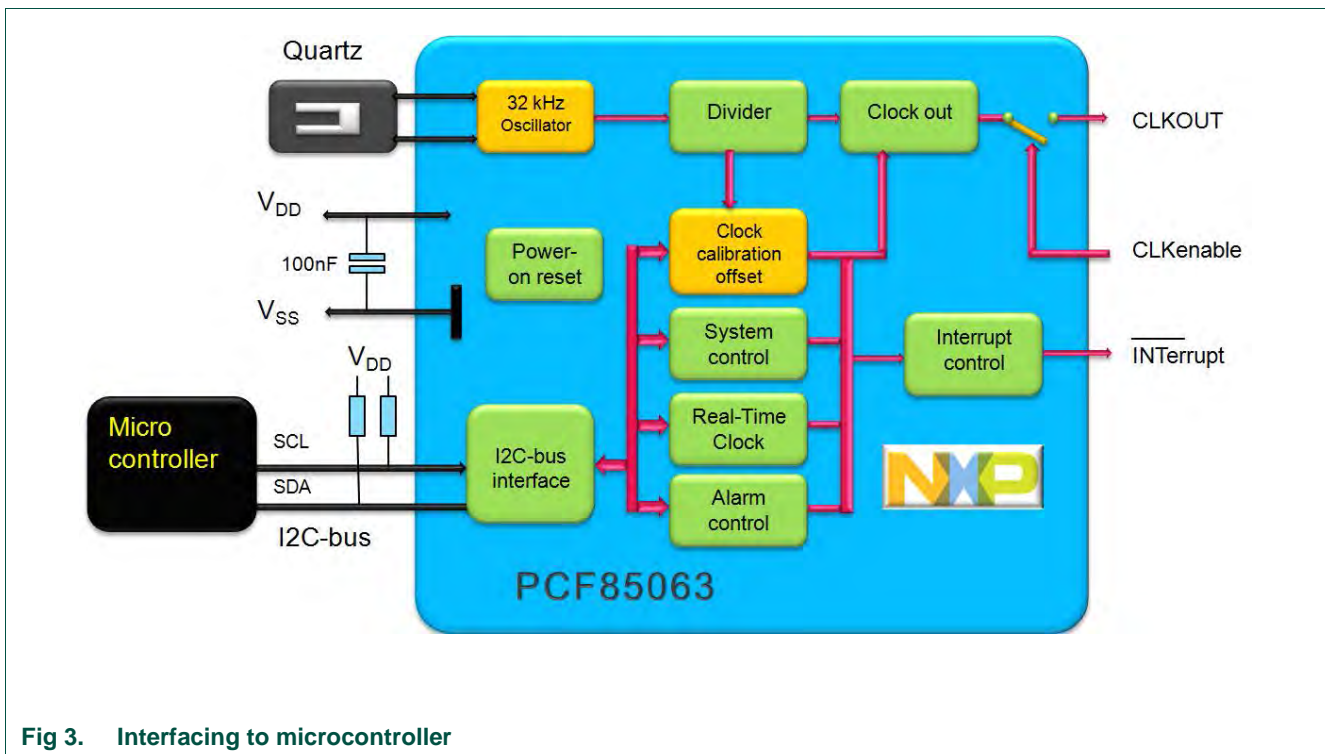 Quartz
32 kHz
Oscillator
Divider
Clock out
CLKOUT
VDD
100nF
VSS
Power-
on reset
Clock
calibration
offset
CLKenable
System
control
Interrupt
control
INTerrupt
VDD
Micro
controller
SCL
SDA
I2C-bus
I2C-bus
interface
Real-Time
Clock
Alarm
control
NXP
PCF85063
Fig 3. Interfacing to microcontroller